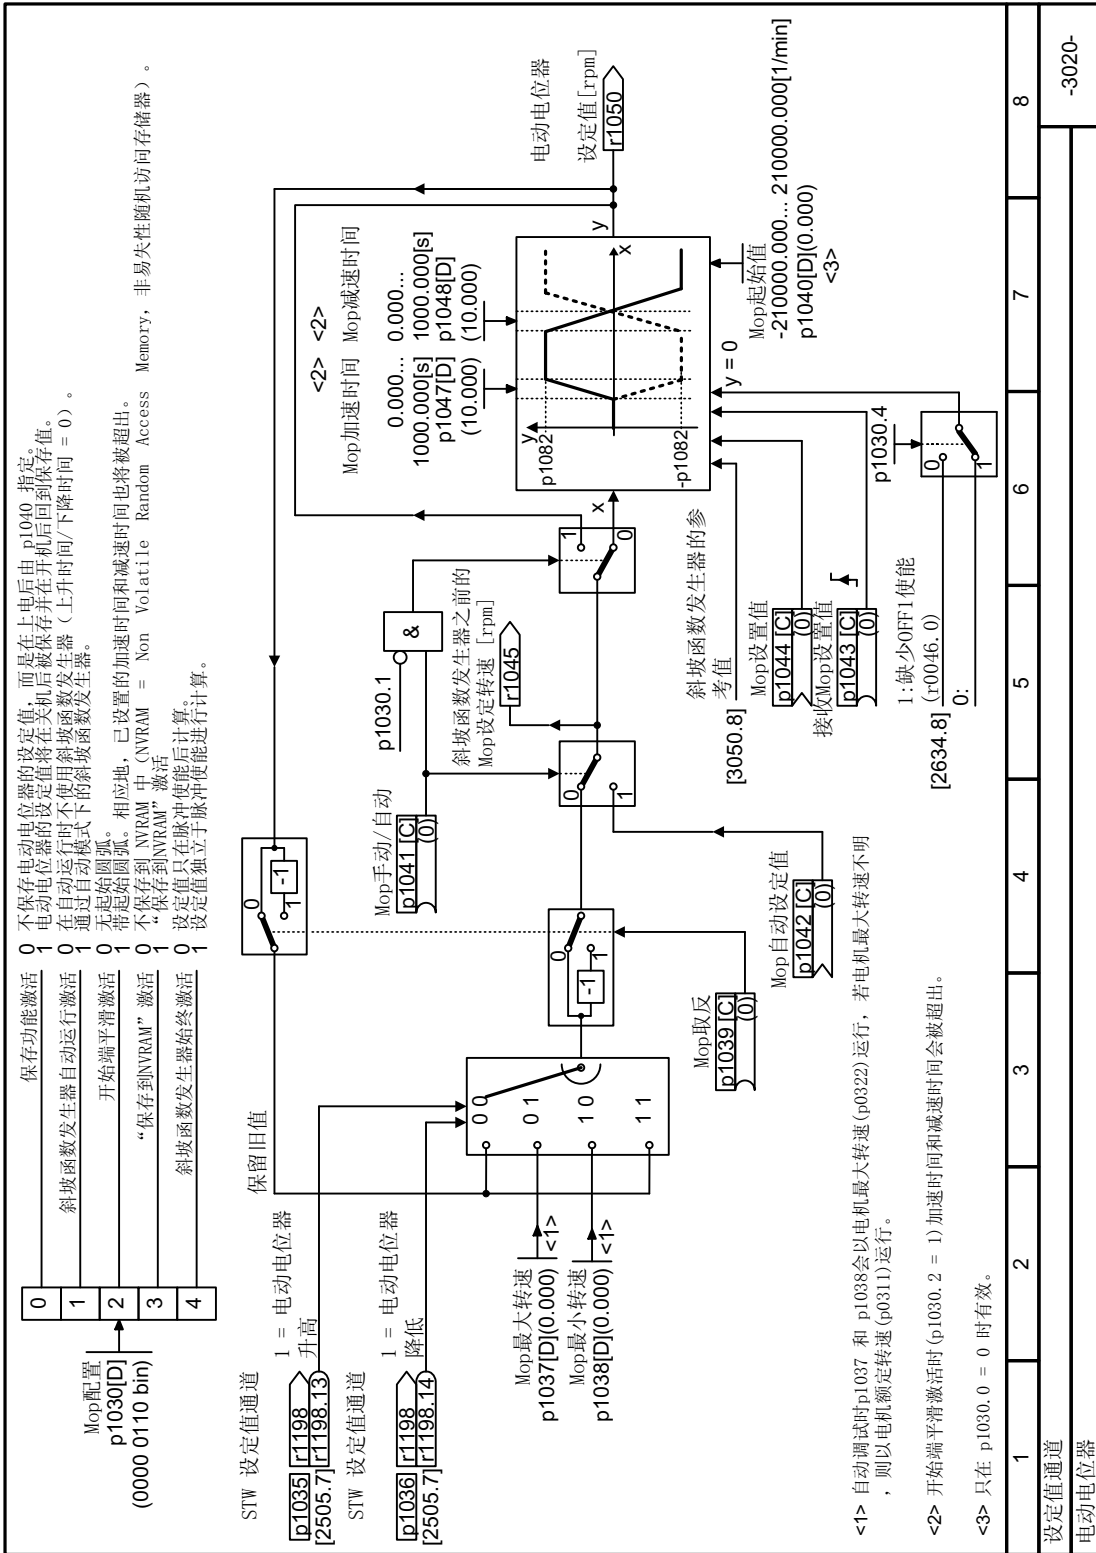 Mop配置
p1030[D]
(0000 0110 bin)
0
1
2
3
4
保存功能激活
0 不保存电动电位器的设定值, 而是在上电后由 p1040 指定。
1 电动电位器的设定值将在关机后被保存并在开机后回到保存值。
斜坡函数发生器自动运行激活
0 在自动运行时不使用斜坡函数发生器 (上升时间/下降时间 = 0) 。
1 通过自动模式下的斜坡函数发生器。
开始端平滑激活
0 无起始圆弧。
1 带起始圆弧。相应地, 已设置的加速时间和减速时间也将被超出。
“保存到NVRAM” 激活
0 不保存到 NVRAM 中 (NVRAM = Non Volatile Random Access Memory, 非易失性随机访问存储器) 。
1 “保存到NVRAM” 激活
斜坡函数发生器始终激活
0 设定值只在脉冲使能后计算。
1 设定值独立于脉冲使能进行计算。
STW 设定值通道
p1035 r1198
[2505.7] r1198.13
1 = 电动电位器
升高
STW 设定值通道
p1036 r1198
[2505.7] r1198.14
1 = 电动电位器
降低
保留旧值
Mop最大转速
p1037[D](0.000)
<1>
Mop最小转速
p1038[D](0.000)
<1>
0 0
0 1
1 0
1 1
0
1
-1
0
1
-1
Mop取反
p1039 [C]
(0)
Mop手动/自动
p1041 [C]
(0)
Mop自动设定值
p1042 [C]
(0)
0
1
p1030.1
&
斜坡函数发生器之前的
Mop设定转速 [rpm]
r1045
1
0
x
<2> <2>
Mop加速时间 Mop减速时间
0.000...
1000.000[s]
p1047[D]
(10.000)
0.000...
1000.000[s]
p1048[D]
(10.000)
y
p1082
-p1082
x
y
电动电位器
设定值[rpm]
r1050
斜坡函数发生器的参
考值
[3050.8]
Mop设置值
p1044 [C]
(0)
接收Mop设置值
p1043 [C]
(0)
y = 0
Mop起始值
-210000.000... 210000.000[1/min]
p1040[D](0.000)
<3>
1:缺少OFF1使能
(r0046.0)
[2634.8]
0:
p1030.4
0
1
<1> 自动调试时p1037 和 p1038会以电机最大转速(p0322)运行, 若电机最大转速不明
, 则以电机额定转速(p0311)运行。
<2> 开始端平滑激活时(p1030.2 = 1)加速时间和减速时间会被超出。
<3> 只在 p1030.0 = 0 时有效。
1 2 3 4 5 6 7 8
设定值通道
电动电位器
-3020-